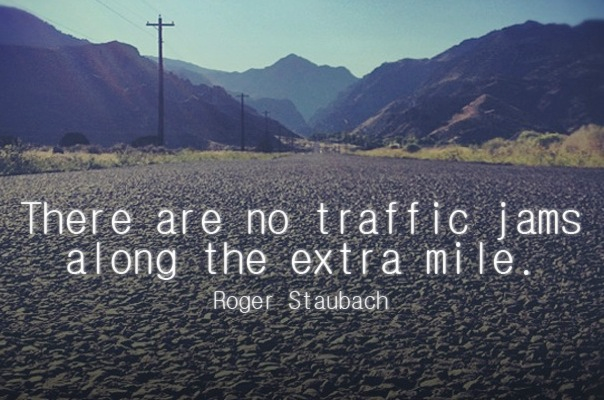 There are no traffic jams
along the extra mile.
Roger Staubach